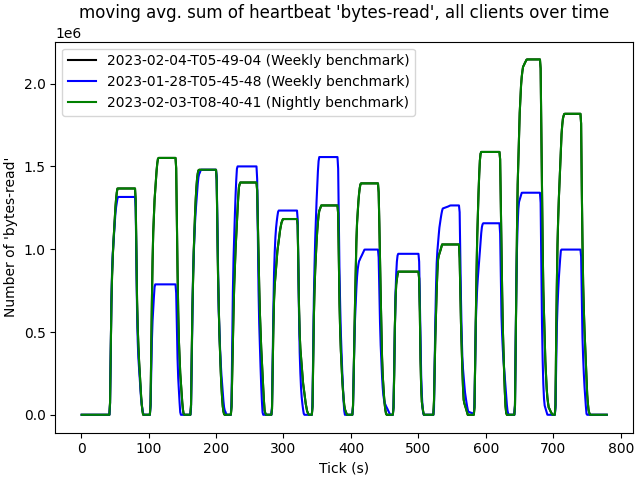 moving avg. sum of heartbeat 'bytes-read', all clients over time
1e6
2023-02-04-T05-49-04 (Weekly benchmark)
2023-01-28-T05-45-48 (Weekly benchmark)
2023-02-03-T08-40-41 (Nightly benchmark)
Number of 'bytes-read'
2.0
1.5
1.0
0.5
0.0
0 100 200 300 400 500 600 700 800
Tick (s)